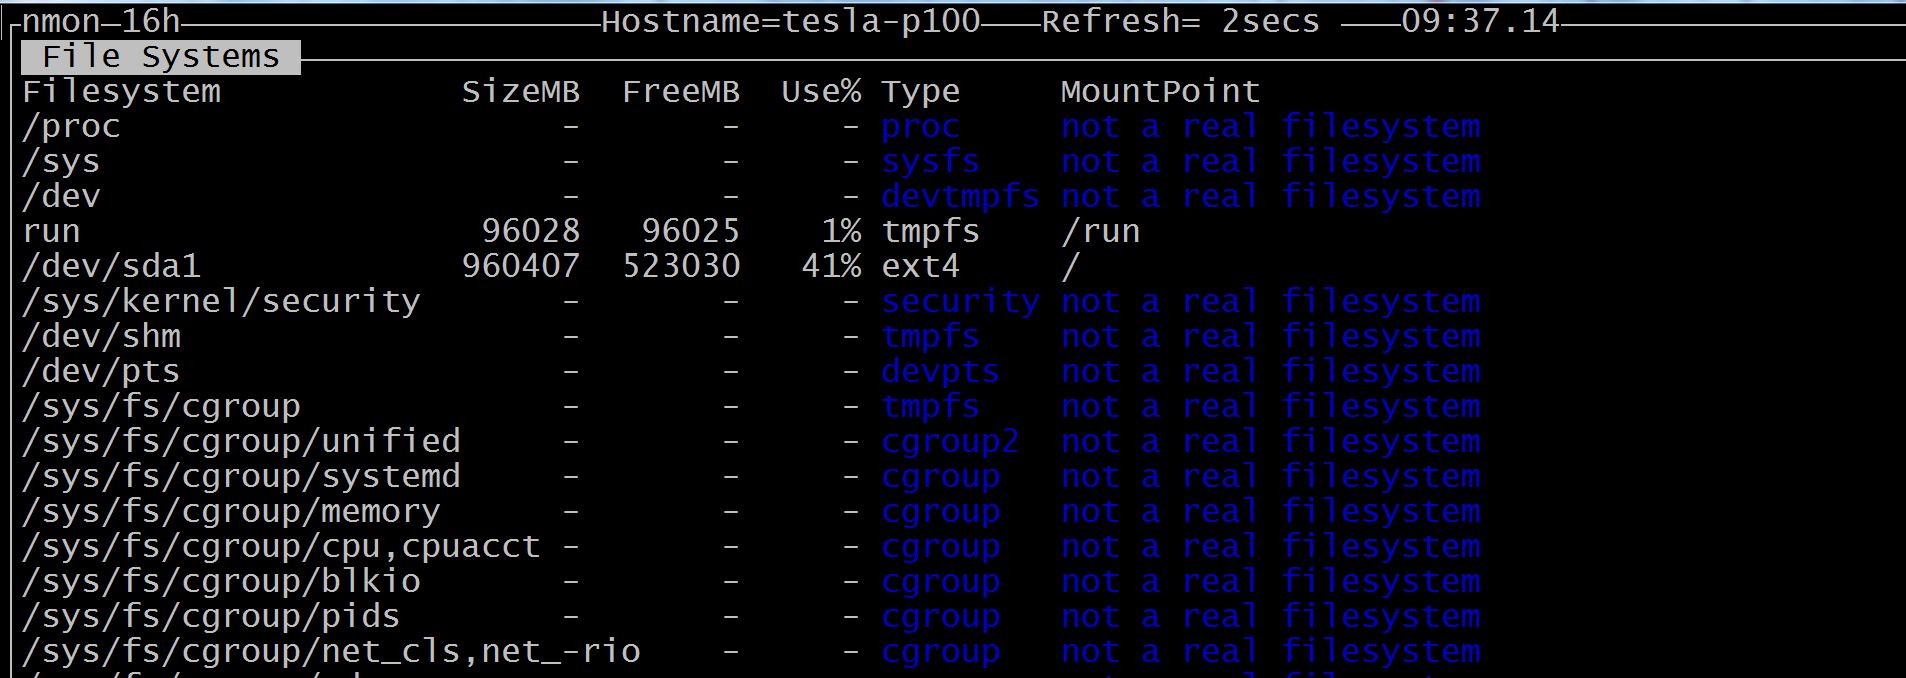 nmon-16h Hostname=tesla-p100 Refresh= 2secs 09:37.14
File Systems
Filesystem SizeMB FreeMB Use% Type MountPoint
/proc - - - proc not a real filesystem
/sys - - - sysfs not a real filesystem
/dev - - - devtmpfs not a real filesystem
run 96028 96025 1% tmpfs /run
/dev/sda1 960407 523030 41% ext4 /
/sys/kernel/security - - - security not a real filesystem
/dev/shm - - - tmpfs not a real filesystem
/dev/pts - - - devpts not a real filesystem
/sys/fs/cgroup - - - tmpfs not a real filesystem
/sys/fs/cgroup/unified - - - cgroup2 not a real filesystem
/sys/fs/cgroup/systemd - - - cgroup not a real filesystem
/sys/fs/cgroup/memory - - - cgroup not a real filesystem
/sys/fs/cgroup/cpu,cpuacct - - - cgroup not a real filesystem
/sys/fs/cgroup/blkio - - - cgroup not a real filesystem
/sys/fs/cgroup/pids - - - cgroup not a real filesystem
/sys/fs/cgroup/net_cls,net_-rio - - cgroup not a real filesystem